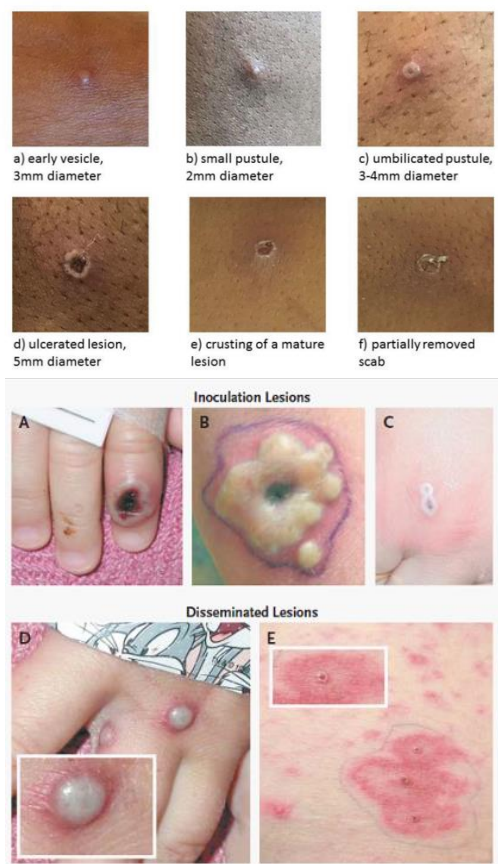 a) early vesicle,
3mm diameter
b) small pustule,
2mm diameter
c) umbilicated pustule,
3-4mm diameter
d) ulcerated lesion,
5mm diameter
e) crusting of a mature
lesion
f) partially removed
scab
Inoculation Lesions
A
B
C
Disseminated Lesions
D
E